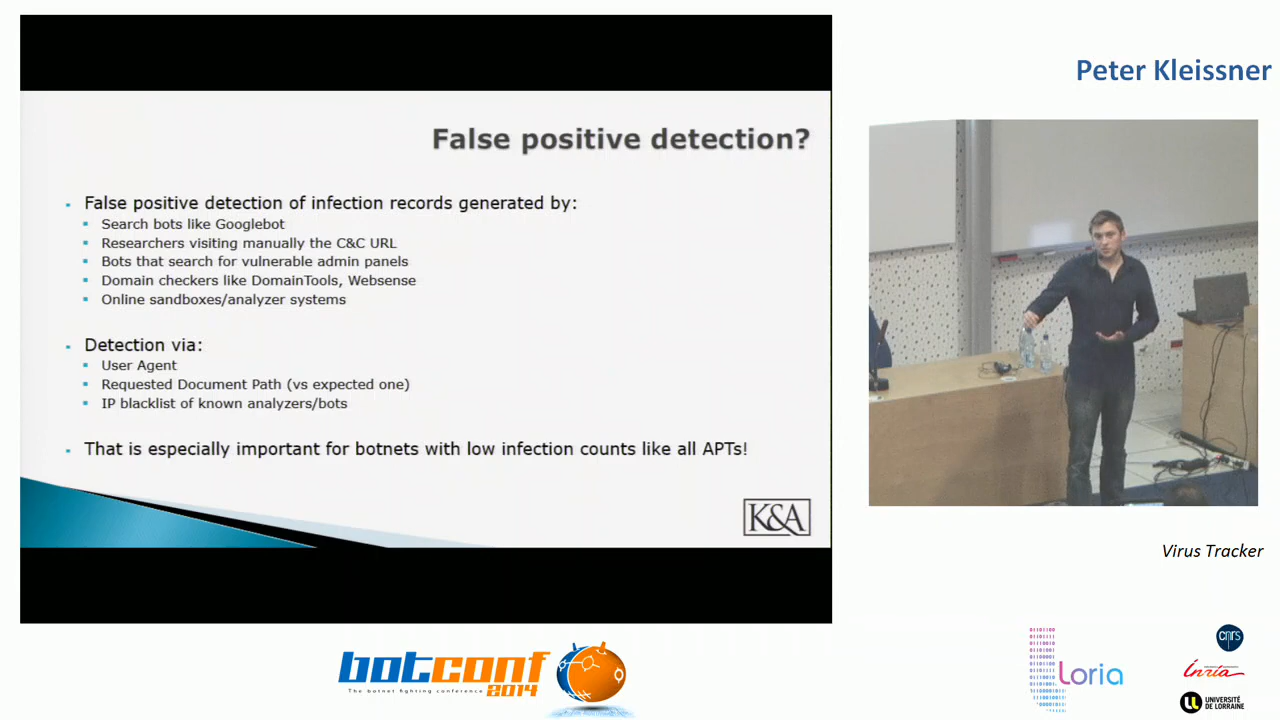 Peter Kleissner
False positive detection?
False positive detection of infection records generated by:
Search bots like Googlebot
Researchers visiting manually the C&C URL
Bots that search for vulnerable admin panels
Domain checkers like DomainTools, Websense
Online sandboxes/analyzer systems
Detection via:
User Agent
Requested Document Path (vs expected one)
IP blacklist of known analyzers/bots
That is especially important for botnets with low infection counts like all APTs!
K&A
Virus Tracker
botconf
The botnet fighting conference
2014
Loria
cnrs
Inria
UNIVERSITÉ
DE LORRAINE